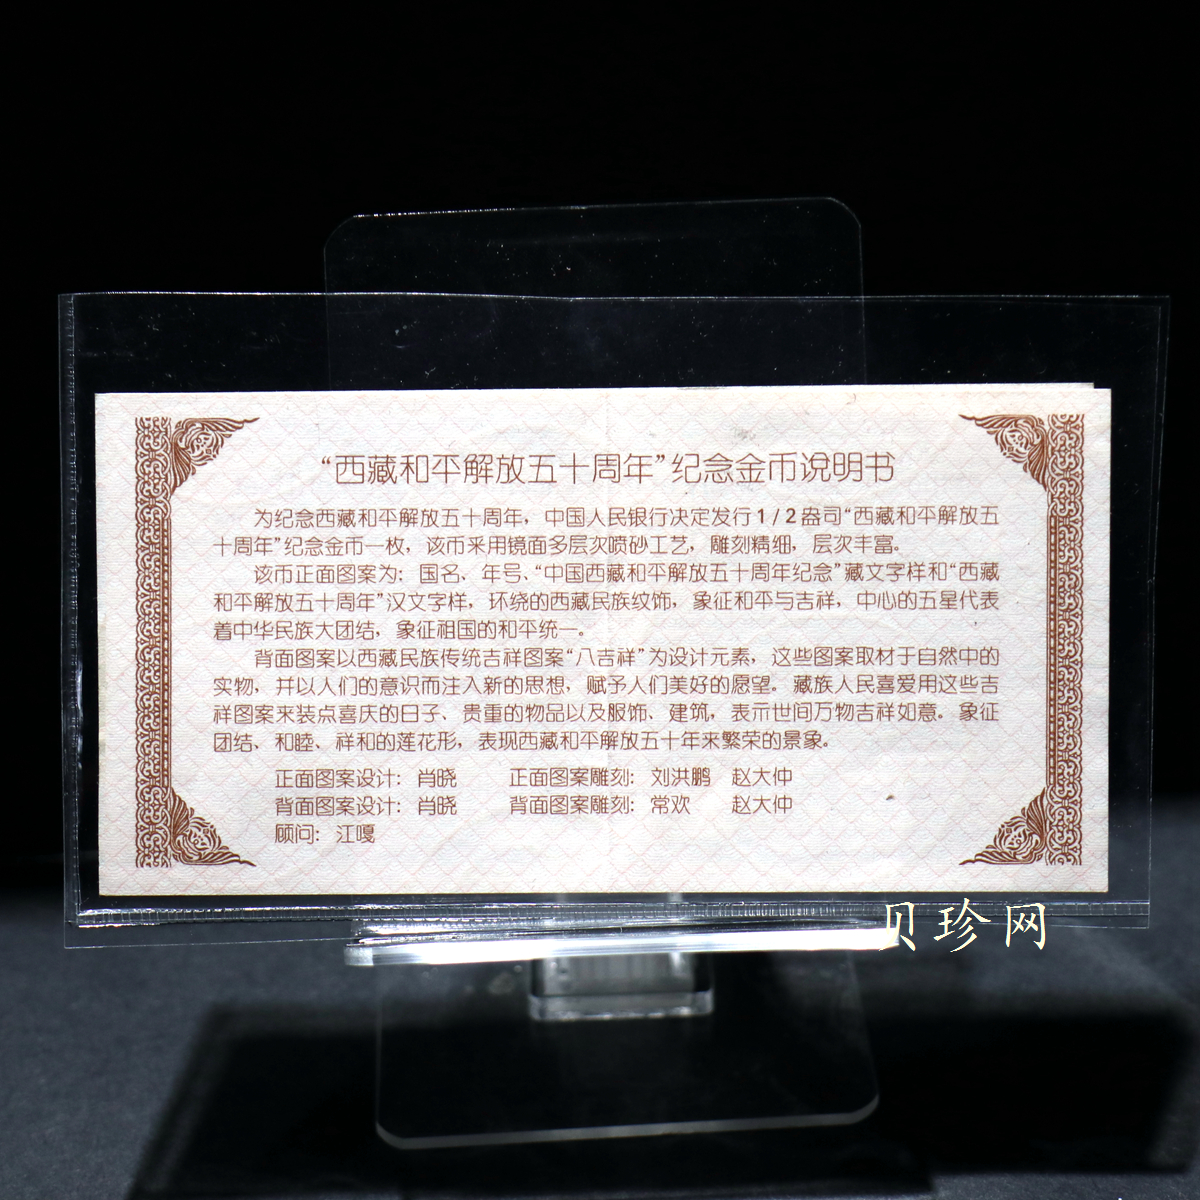 “西藏和平解放五十周年”纪念金币说明书
为纪念西藏和平解放五十周年，中国人民银行决定发行1/2盎司“西藏和平解放五
十周年”纪念金币一枚，该币采用镜面多层次喷砂工艺，雕刻精细，层次丰富。
该币正面图案为：国名、年号、“中国西藏和平解放五十周年纪念”藏文字样和“西藏
和平解放五十周年”汉文字样，环绕的西藏民族纹饰，象征和平与吉祥，中心的五星代表
着中华民族大团结，象征祖国的和平统一。
背面图案以西藏民族传统吉祥图案“八吉祥”为设计元素，这些图案取材于自然中的
实物，并以人们的意识而注入新的思想，赋予人们美好的愿望。藏族人民喜爱用这些吉
祥图案来装点喜庆的日子、贵重的物品以及服饰、建筑，表示世间万物吉祥如意。象征
团结、和睦、祥和的莲花形，表现西藏和平解放五十年来繁荣的景象。
正面图案设计：肖晓 正面图案雕刻：刘洪鹏 赵大仲
背面图案设计：肖晓 背面图案雕刻：常欢 赵大仲
顾问：江嘎
贝珍网